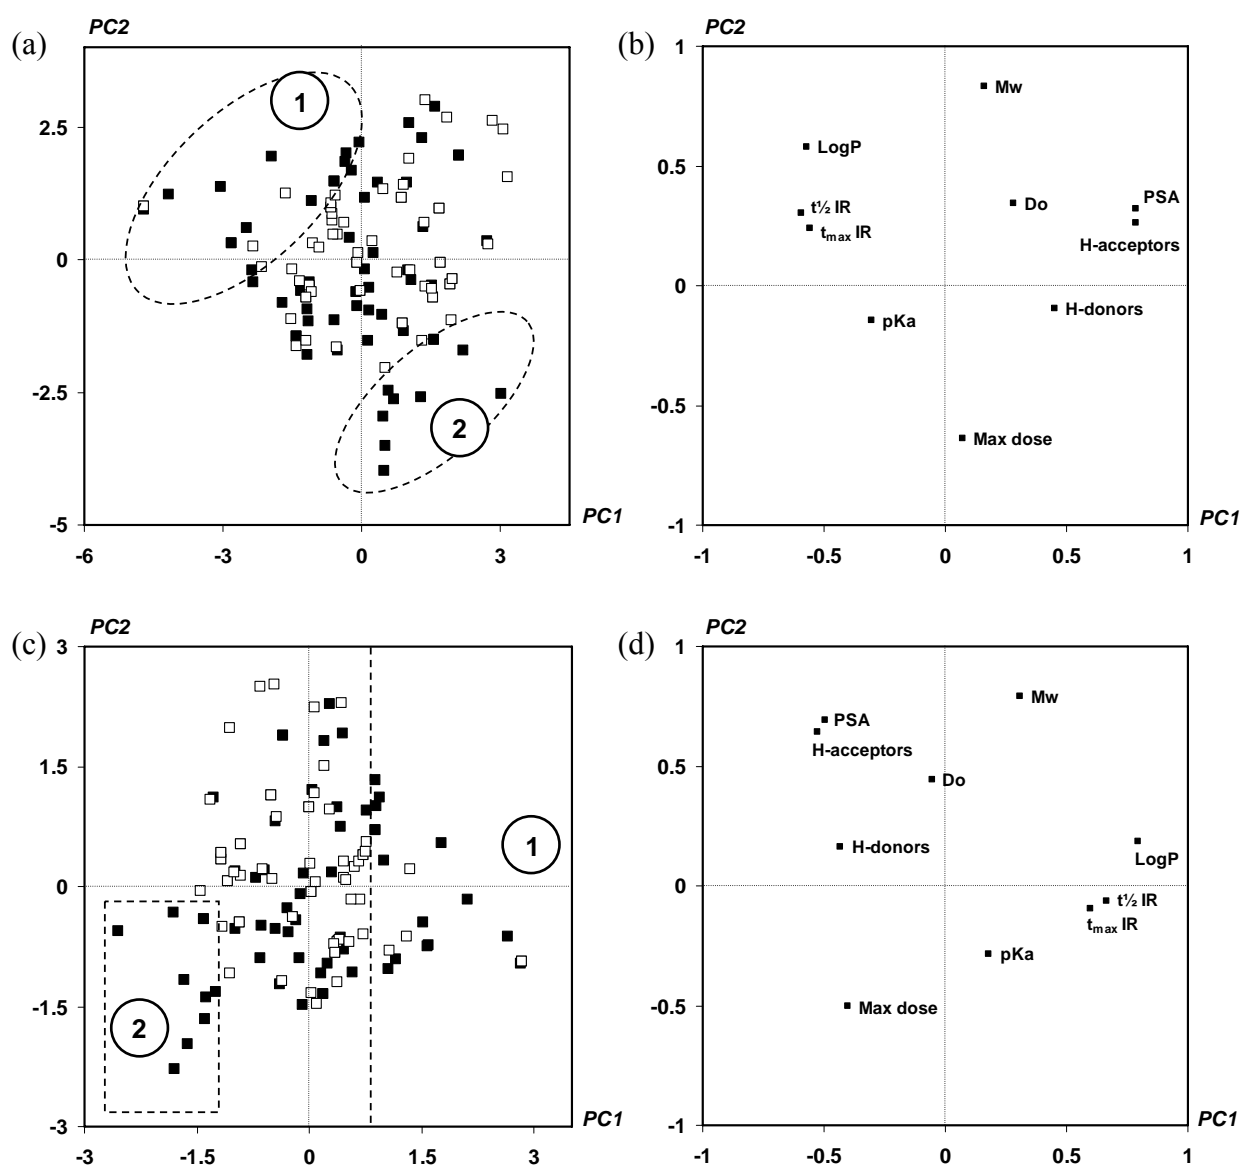 (a)
PC2
1
2.5
0
-2.5
2
-5
PC1
-6
-3
0
3
(b)
PC2
1
Mw
LogP
0.5
t½ IR
Do
PSA
tmax IR
H-acceptors
0
H-donors
pKa
-0.5
Max dose
-1
PC1
-1
-0.5
0
0.5
1
(c)
PC2
3
1.5
1
0
-1.5
2
-3
PC1
-3
-1.5
0
1.5
3
(d)
PC2
1
Mw
PSA
H-acceptors
0.5
Do
H-donors
LogP
0
t½ IR
tmax IR
pKa
-0.5
Max dose
-1
PC1
-1
-0.5
0
0.5
1